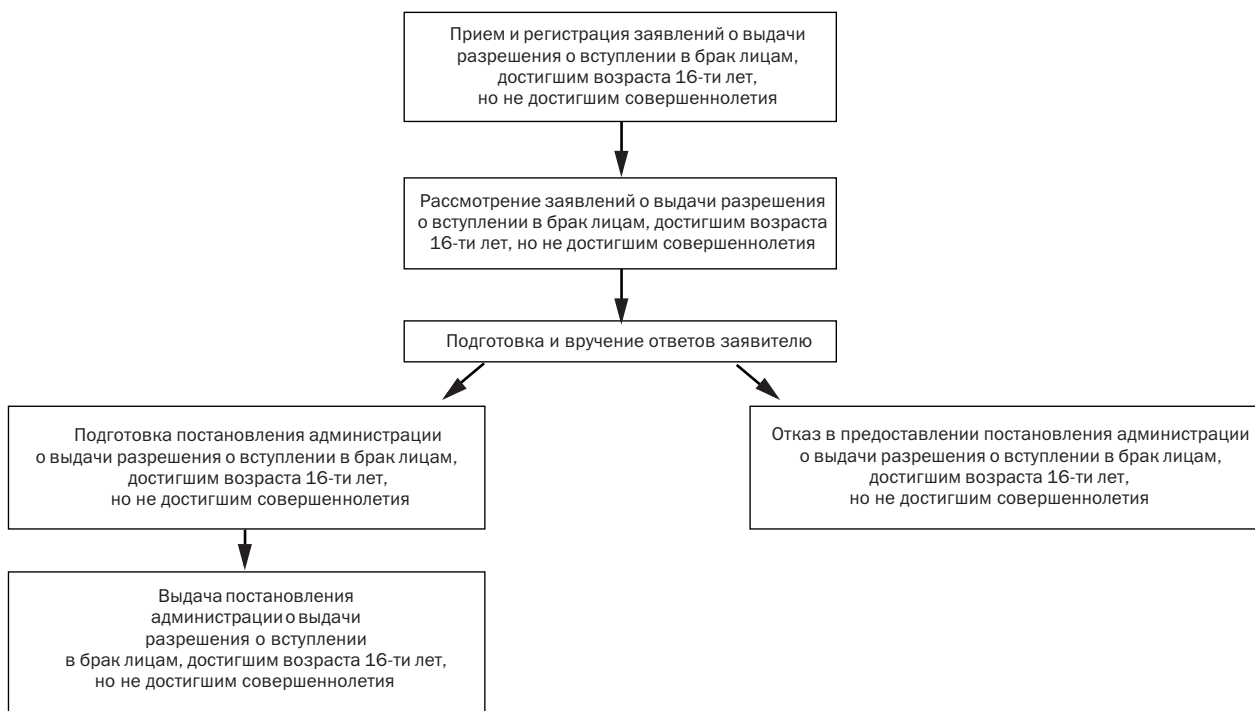 Прием и регистрация заявлений о выдачи
разрешения о вступлении в брак лицам,
достигшим возраста 16-ти лет,
но не достигшим совершеннолетия
Рассмотрение заявлений о выдачи разрешения
о вступлении в брак лицам, достигшим возраста
16-ти лет, но не достигшим совершеннолетия
Подготовка и вручение ответов заявителю
Подготовка постановления администрации
о выдачи разрешения о вступлении в брак лицам,
достигшим возраста 16-ти лет,
но не достигшим совершеннолетия
Отказ в предоставлении постановления администрации
о выдачи разрешения о вступлении в брак лицам,
достигшим возраста 16-ти лет,
но не достигшим совершеннолетия
Выдача постановления
администрации о выдачи
разрешения о вступлении
в брак лицам, достигшим возраста 16-ти лет,
но не достигшим совершеннолетия